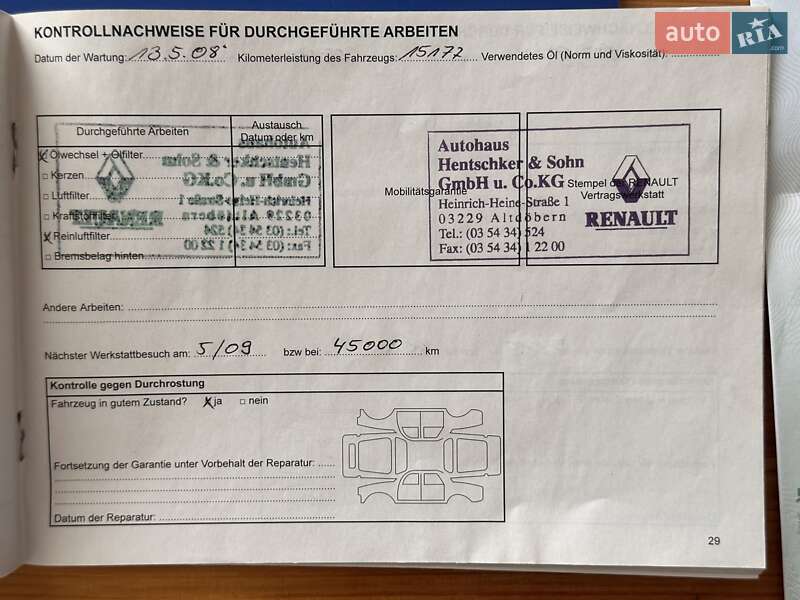 auto RIA.com
KONTROLLNACHWEISE FÜR DURCHGEFÜHRTE ARBEITEN
Datum der Wartung: 13.5.08 Kilometerleistung des Fahrzeugs: 15172 Verwendetes Öl (Norm und Viskosität):
Durchgeführte Arbeiten
Austausch
Datum oder km
Ölwechsel + Ölfilter
Kerzen
Luftfilter
Kraftstofffilter
Reinluftfilter
Bremsbelag hinten
Mobilitätsgarantie
Stempel der RENAULT
Vertragswerkstatt
Autohaus
Hentschker & Sohn
GmbH u. Co.KG
Heinrich-Heine-Straße 1
03229 Altdöbern
Tel.: (03 54 34) 524
Fax: (03 54 34) 1 22 00
RENAULT
Andere Arbeiten:
Nächster Werkstattbesuch am: 5/09 bzw bei: 45000 km
Kontrolle gegen Durchrostung
Fahrzeug in gutem Zustand? ja nein
Fortsetzung der Garantie unter Vorbehalt der Reparatur:
Datum der Reparatur:
29